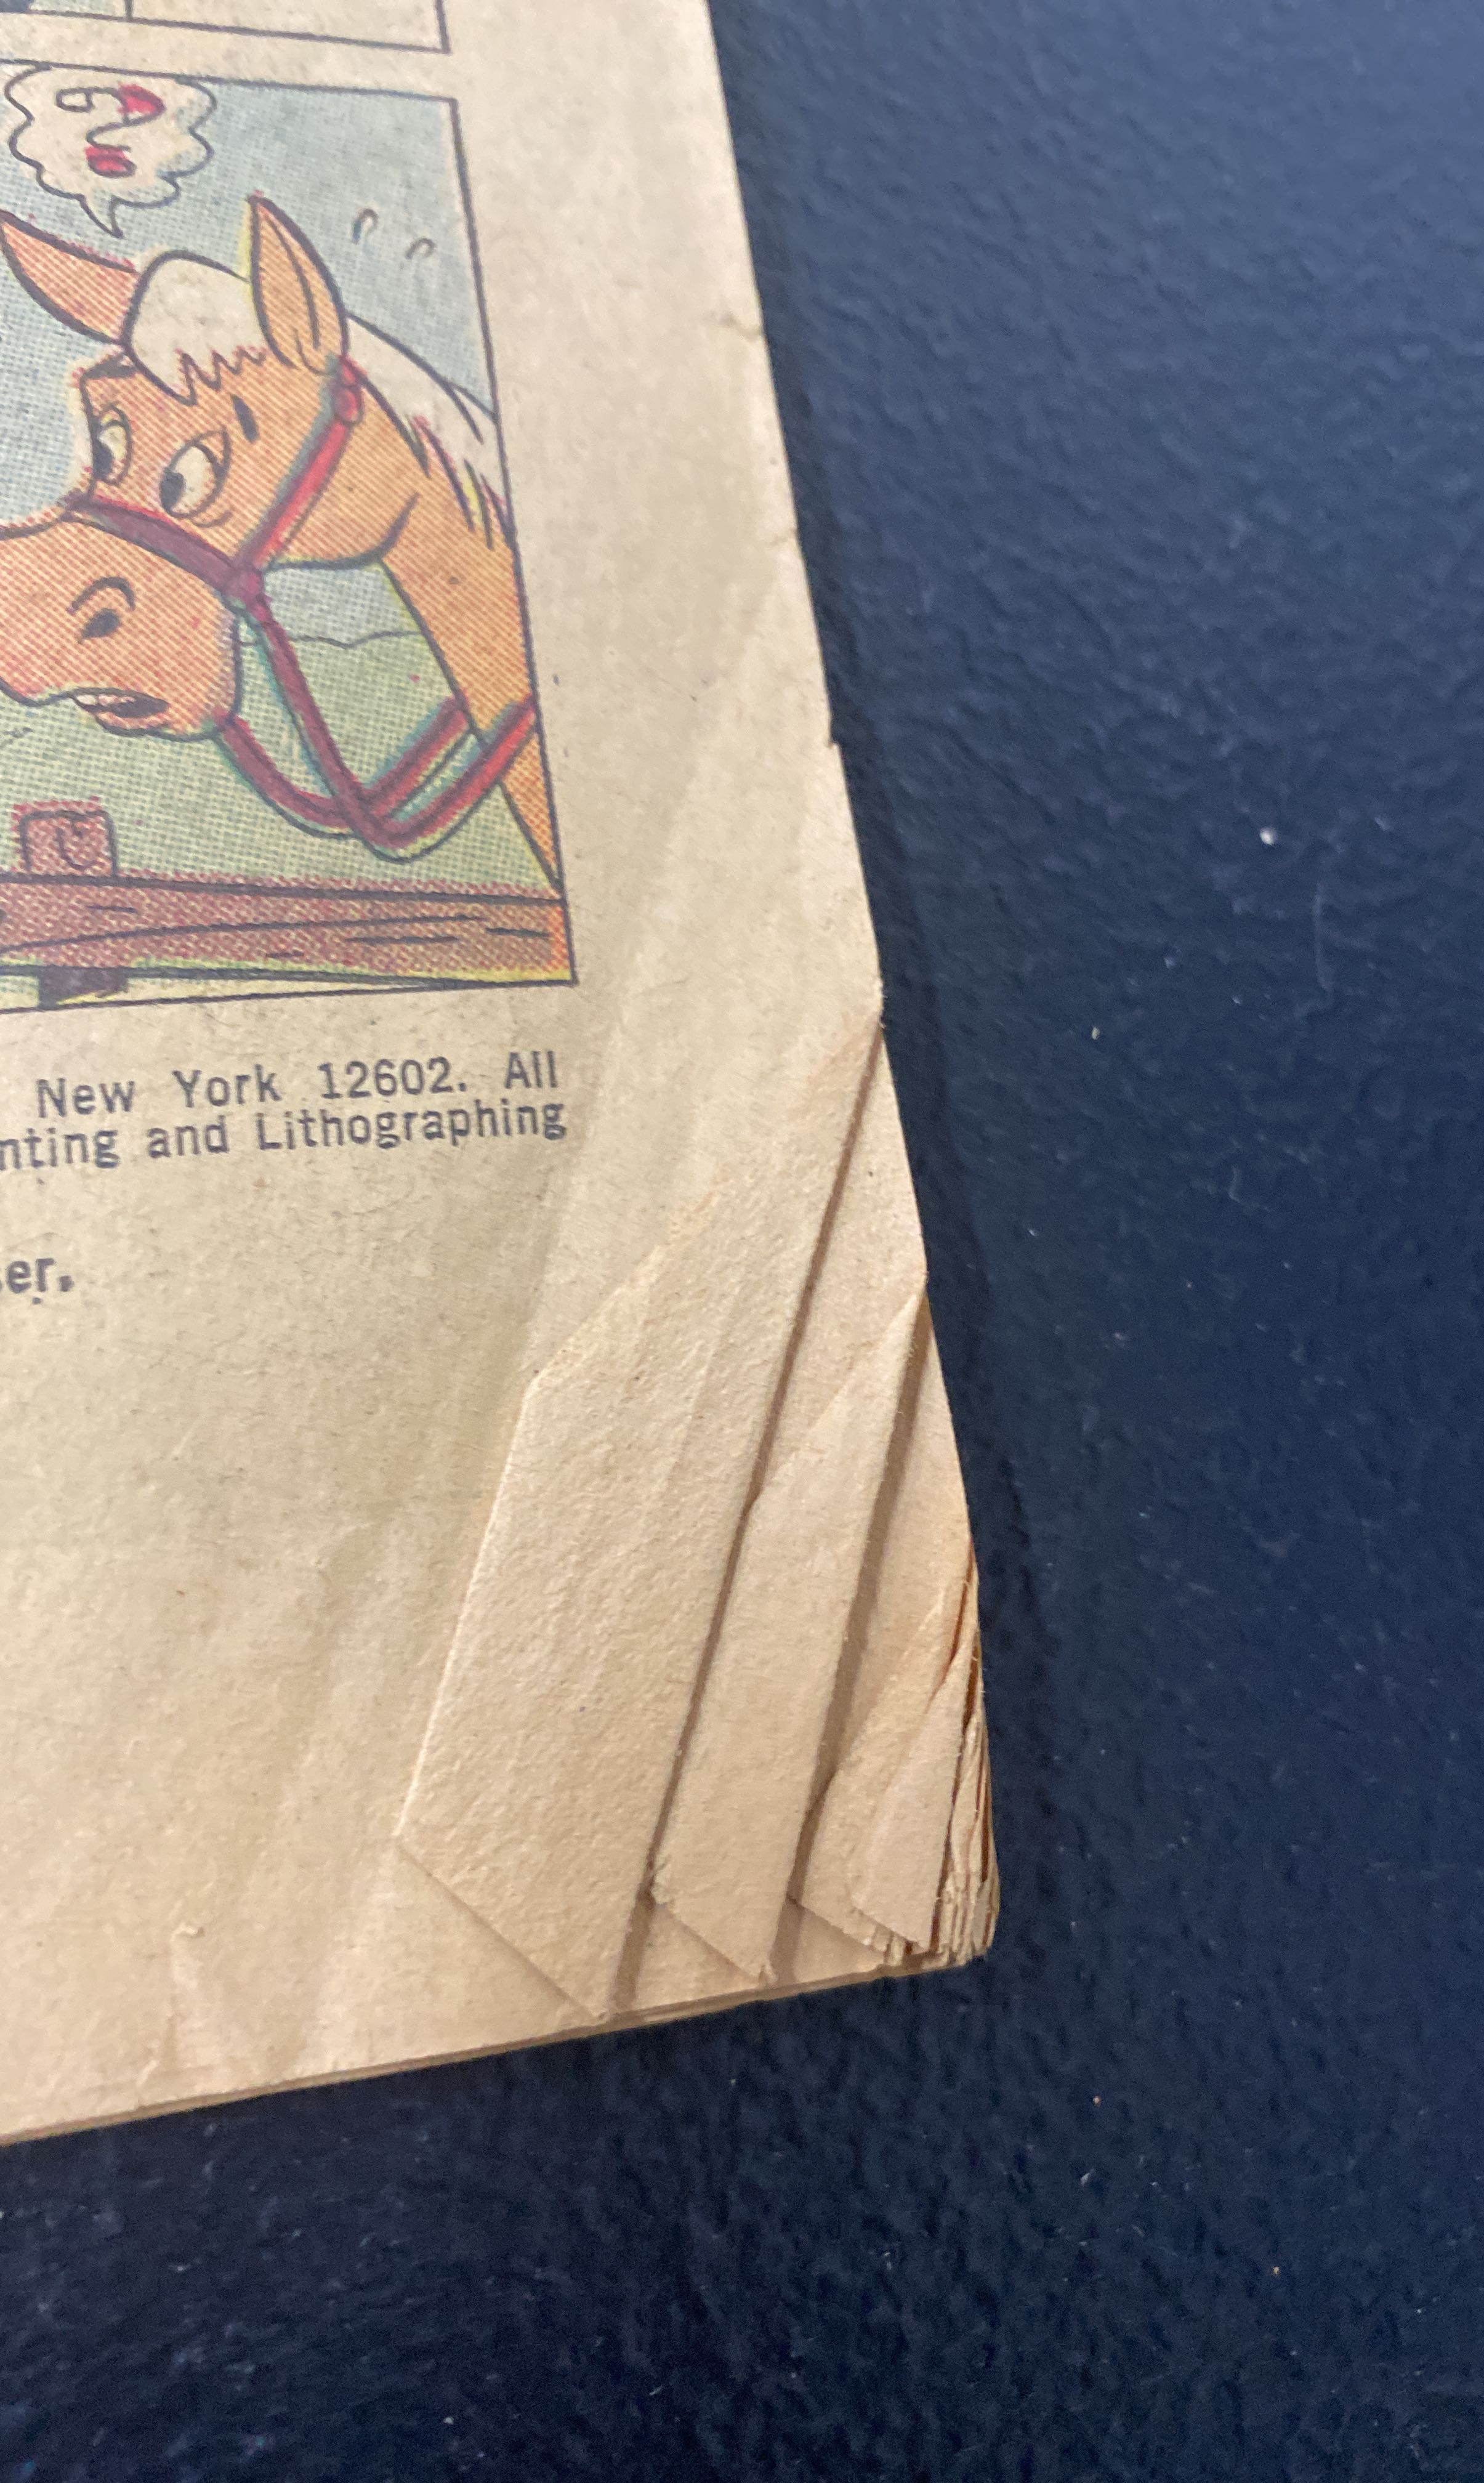 ?
New York 12602. All
nting and Lithographing
er.